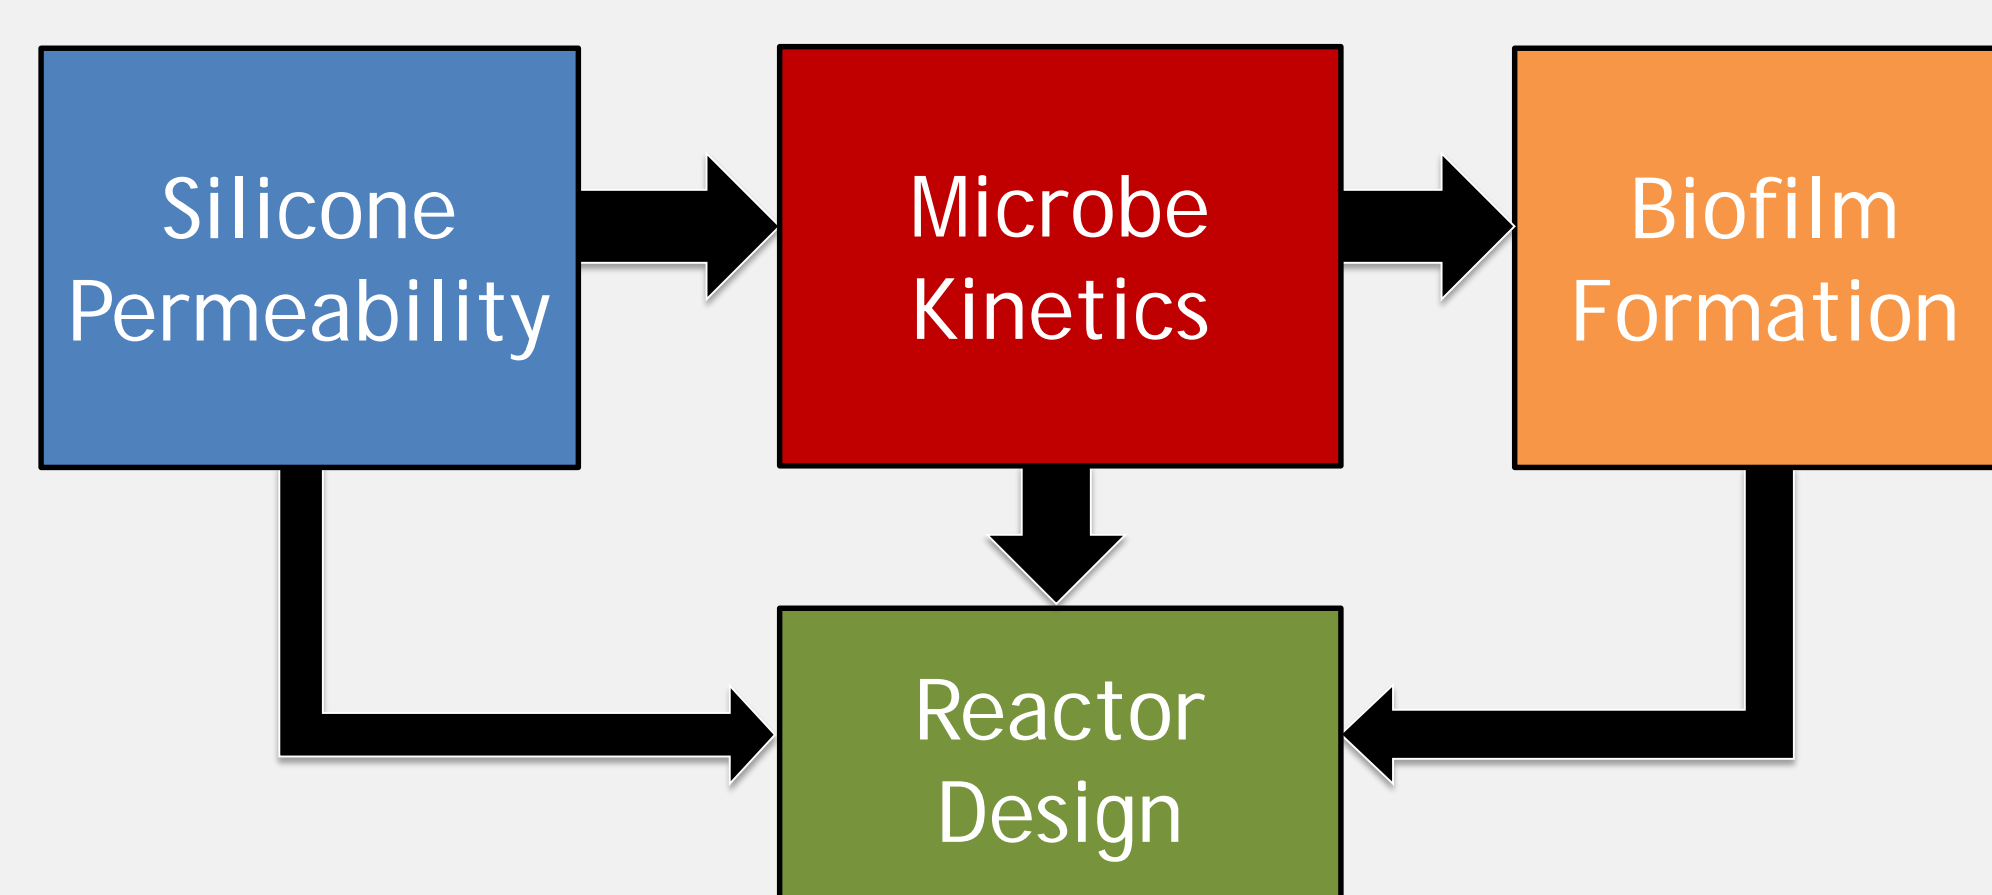 Silicone
Permeability
Microbe
Kinetics
Biofilm
Formation
Reactor
Design